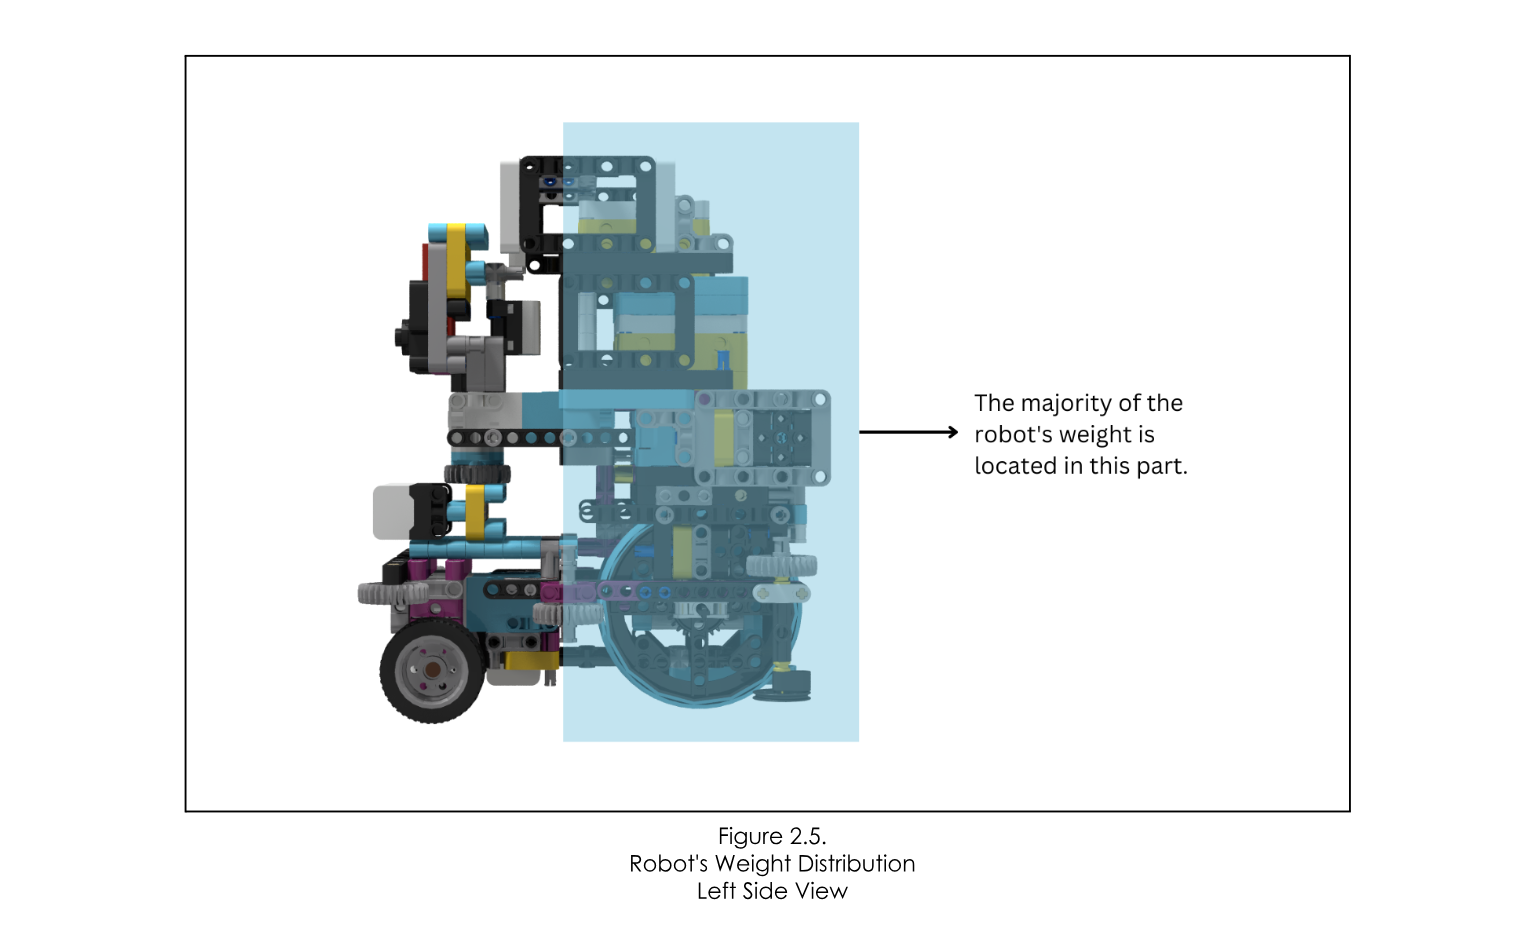 The majority of the
robot's weight is
located in this part.
Figure 2.5.
Robot's Weight Distribution
Left Side View